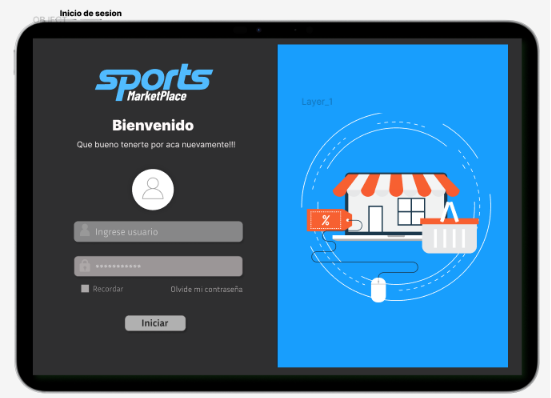 Inicio de sesion
sports
MarketPlace
Layer_1
Bienvenido
Que bueno tenerte por aca nuevamente!!!
%
Ingrese usuario
***********
Recordar
Olvide mi contraseña
Iniciar